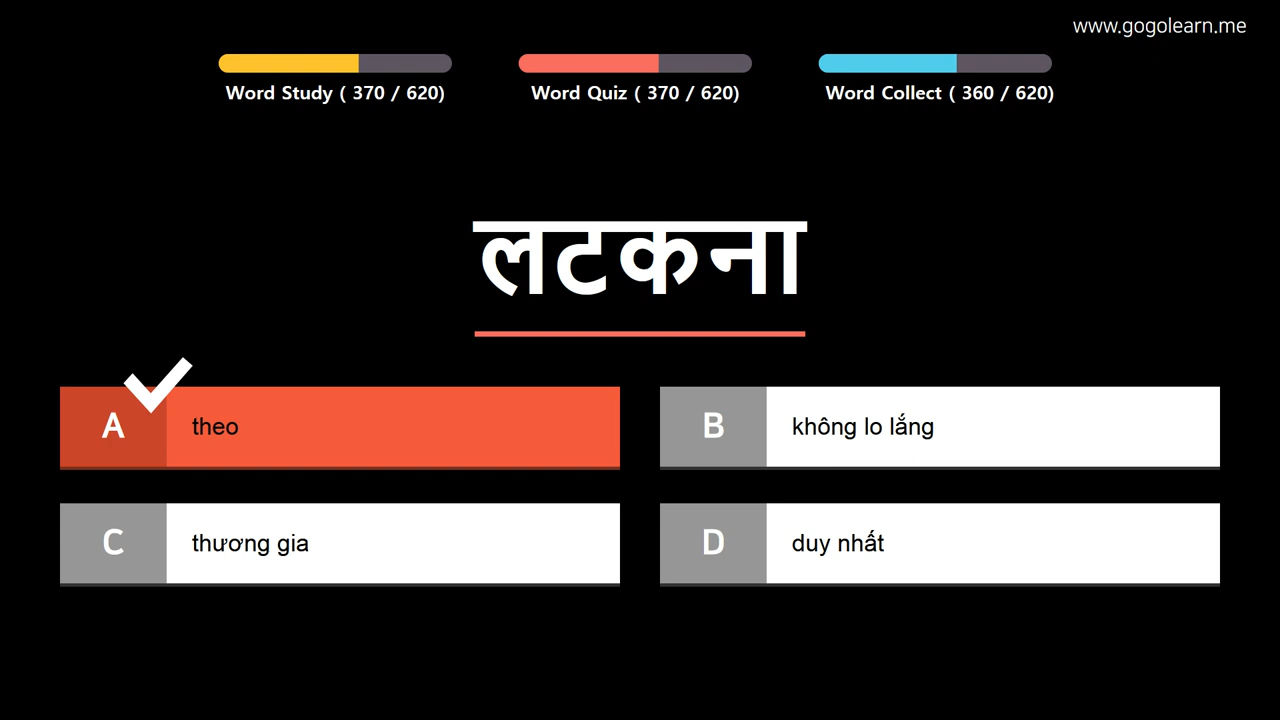 www.gogolearn.me
Word Study ( 370 / 620)
Word Quiz ( 370 / 620)
Word Collect ( 360 / 620)
लटकना
A theo
B không lo lắng
C thương gia
D duy nhất